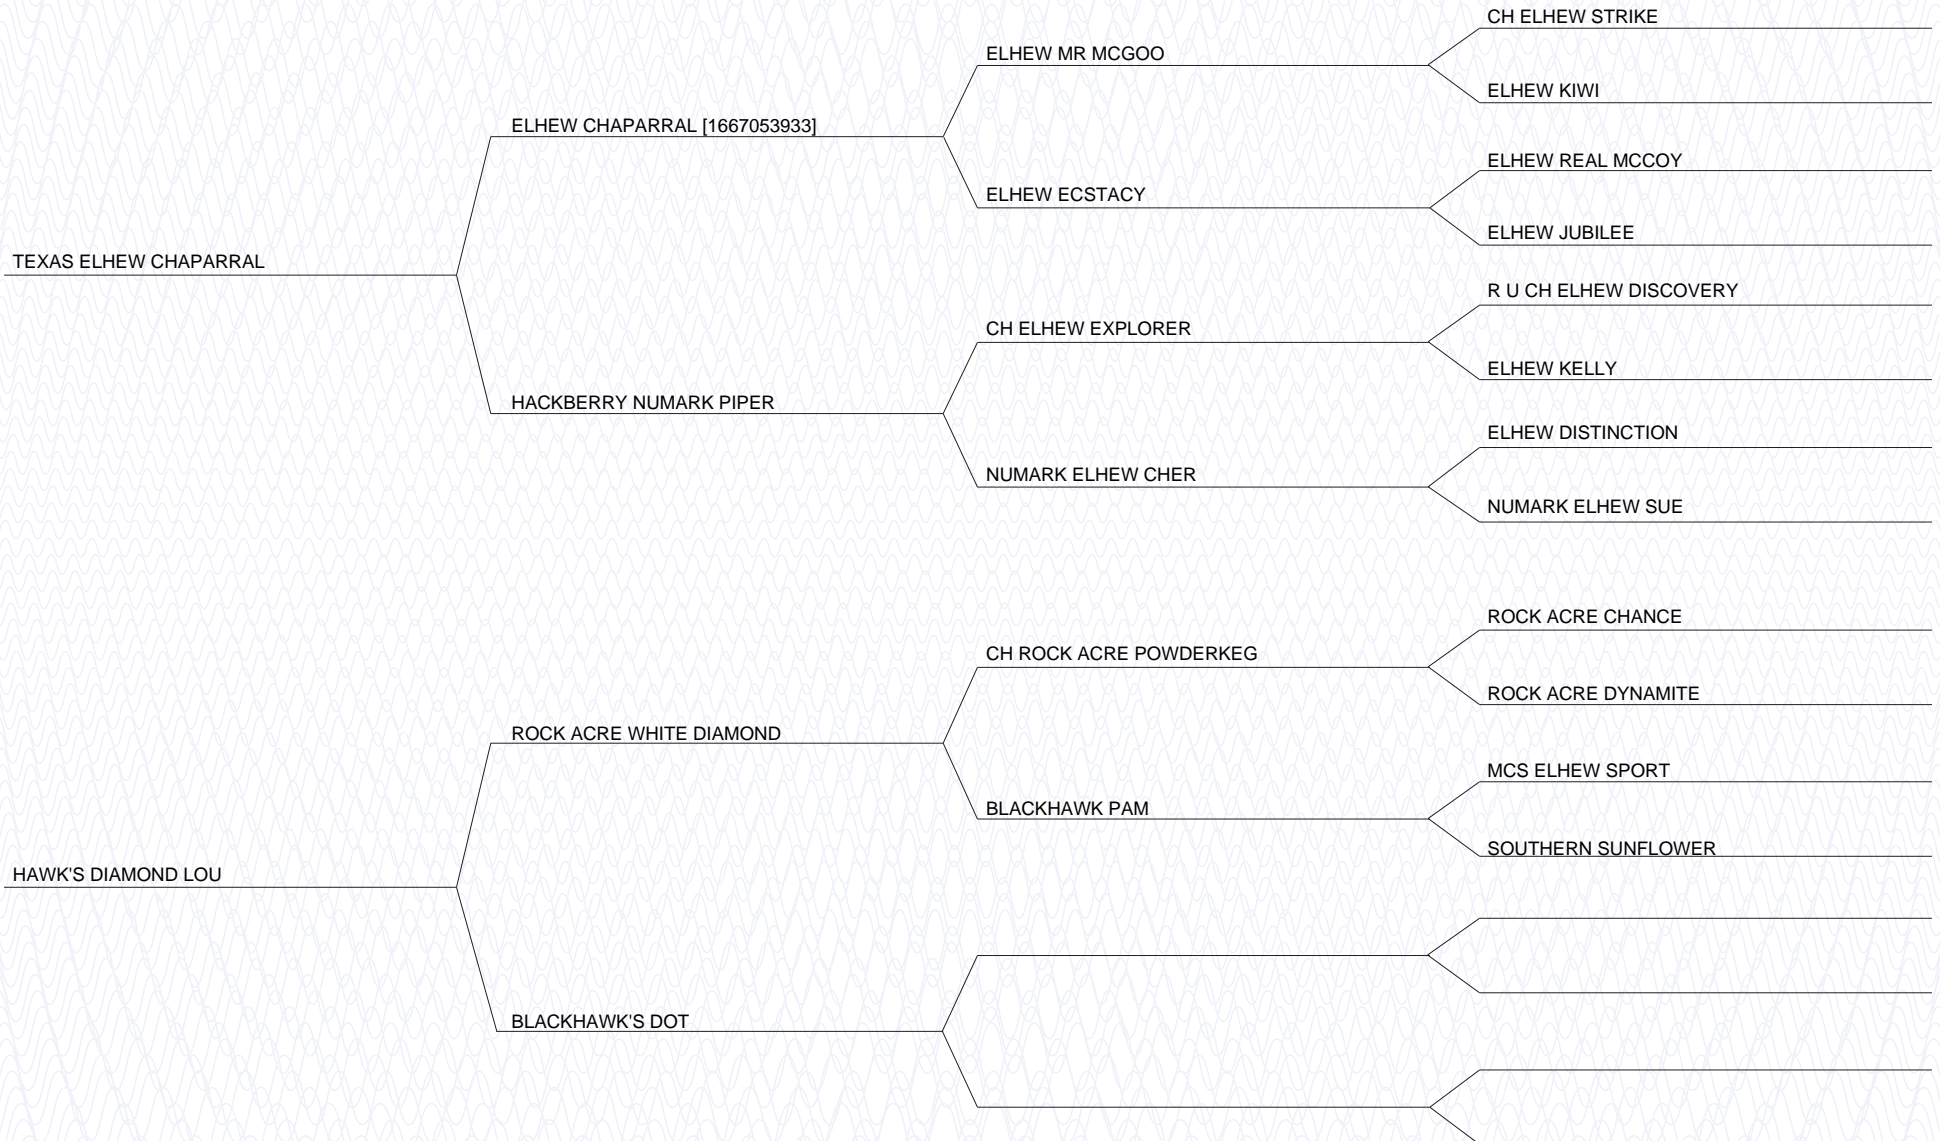 CH ELHEW STRIKE
ELHEW MR MCGOO
ELHEW KIWI
ELHEW CHAPARRAL [1667053933]
ELHEW REAL MCCOY
ELHEW ECSTACY
ELHEW JUBILEE
TEXAS ELHEW CHAPARRAL
R U CH ELHEW DISCOVERY
CH ELHEW EXPLORER
ELHEW KELLY
HACKBERRY NUMARK PIPER
ELHEW DISTINCTION
NUMARK ELHEW CHER
NUMARK ELHEW SUE
ROCK ACRE CHANCE
CH ROCK ACRE POWDERKEG
ROCK ACRE DYNAMITE
ROCK ACRE WHITE DIAMOND
MCS ELHEW SPORT
BLACKHAWK PAM
SOUTHERN SUNFLOWER
HAWK'S DIAMOND LOU
BLACKHAWK'S DOT